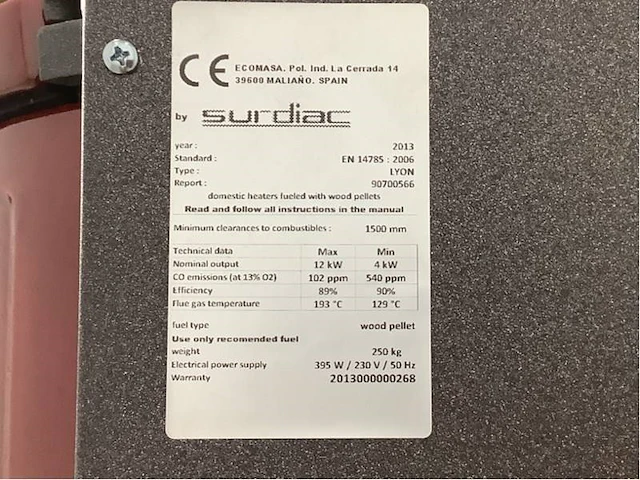 CE ECOMASA. Pol. Ind. La Cerrada 14
39600 MALIAÑO. SPAIN
by surdiac
year : 2013
Standard : EN 14785 : 2006
Type : LYON
Report : 90700566
domestic heaters fueled with wood pellets
Read and follow all instructions in the manual
Minimum clearances to combustibles : 1500 mm
Technical data Max Min
Nominal output 12 kW 4 kW
CO emissions (at 13% O2) 102 ppm 540 ppm
Efficiency 89% 90%
Flue gas temperature 193 °C 129 °C
fuel type wood pellet
Use only recomended fuel
weight 250 kg
Electrical power supply 395 W / 230 V / 50 Hz
Warranty 2013000000268